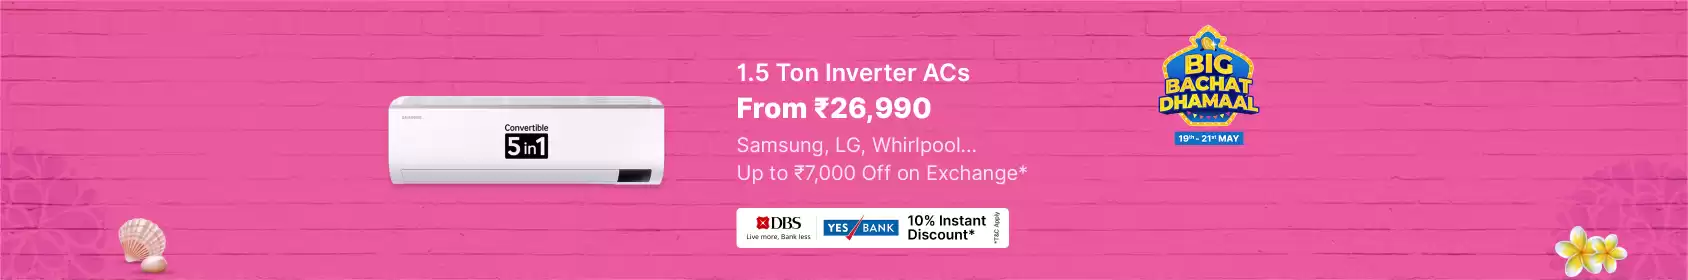 1.5 Ton Inverter ACs
From ₹26,990
Samsung, LG, Whirlpool...
Up to ₹7,000 Off on Exchange*
Convertible
5 in 1
DBS
Live more, Bank less
YES BANK
10% Instant
Discount*
*T&C Apply
BIG
BACHAT
DHAMAAL
19th - 21st MAY